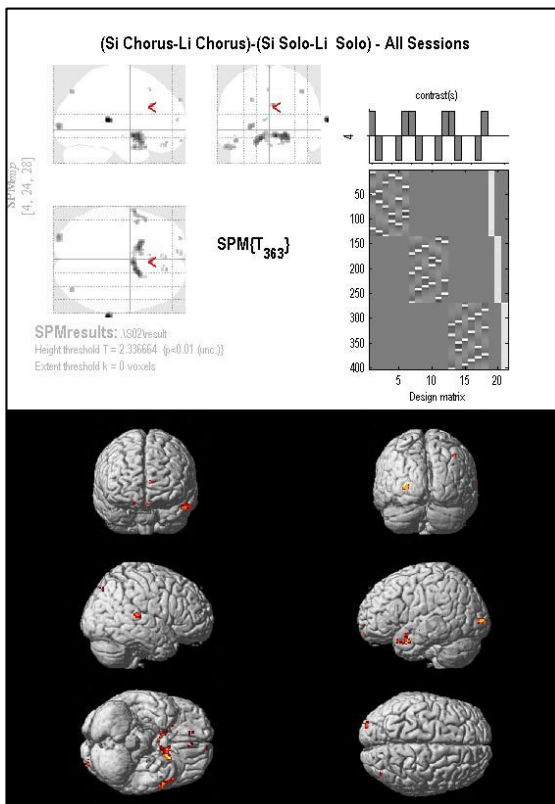 (Si Chorus-Li Chorus)-(Si Solo-Li Solo) - All Sessions
SPMmip
[4, 24, 28]
<
<
<
SPM{T363}
SPMresults: .\S02\result
Height threshold T = 2.336664 {p<0.01 (unc.)}
Extent threshold k = 0 voxels
contrast(s)
4
50
100
150
200
250
300
350
400
5 10 15 20
Design matrix